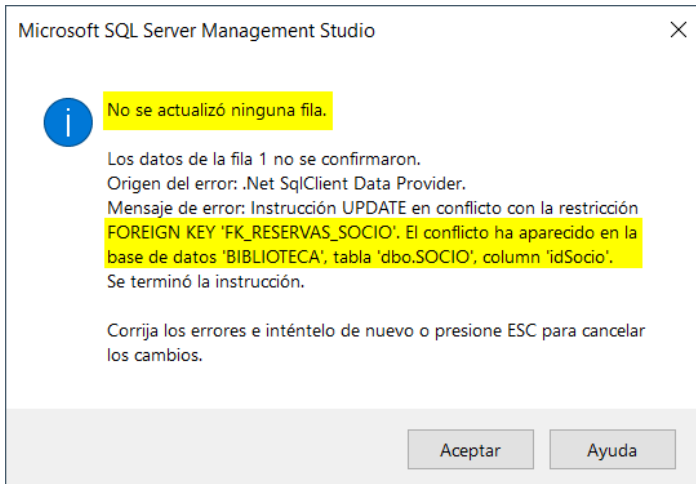 Microsoft SQL Server Management Studio
No se actualizó ninguna fila.
Los datos de la fila 1 no se confirmaron.
Origen del error: .Net SqlClient Data Provider.
Mensaje de error: Instrucción UPDATE en conflicto con la restricción
FOREIGN KEY 'FK_RESERVAS_SOCIO'. El conflicto ha aparecido en la
base de datos 'BIBLIOTECA', tabla 'dbo.SOCIO', column 'idSocio'.
Se terminó la instrucción.
Corrija los errores e inténtelo de nuevo o presione ESC para cancelar
los cambios.
Aceptar
Ayuda